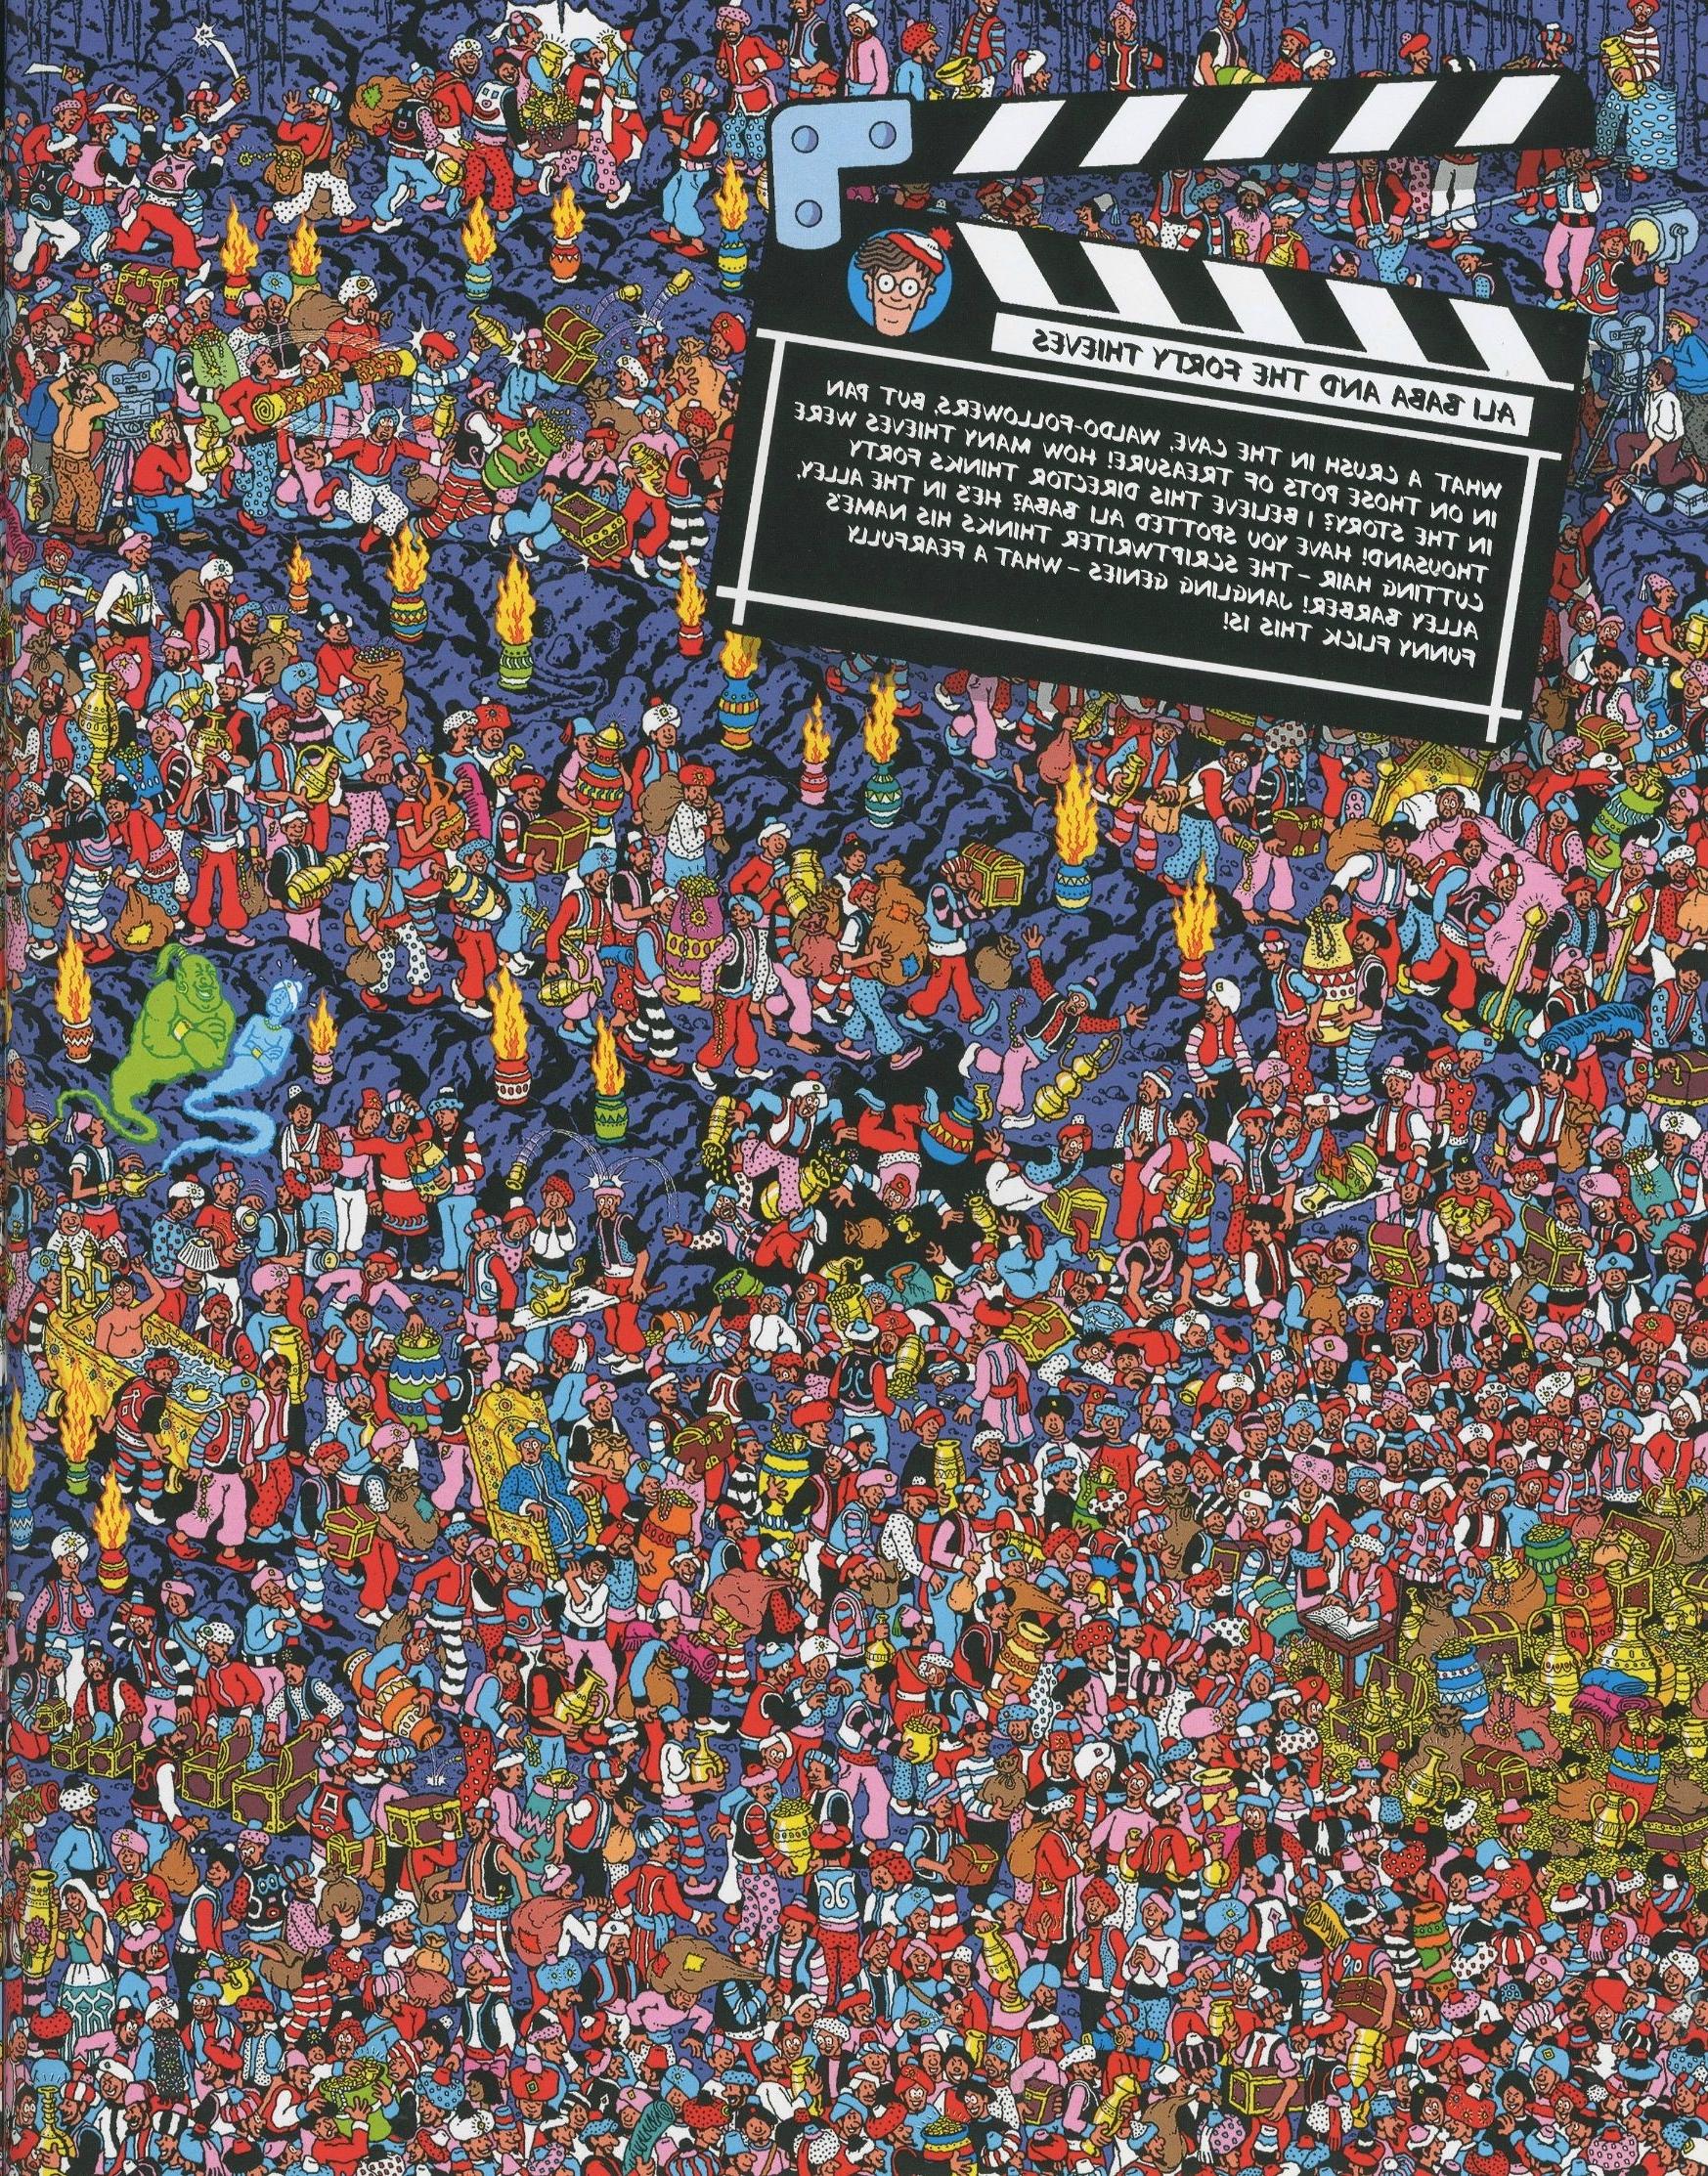 ALI BABA AND THE FORTY THIEVES
WHAT A CRUSH IN THE CAVE, WALDO-FOLLOWERS, BUT PAN
IN ON THOSE POTS OF TREASURE! HOW MANY THIEVES WERE
IN THE STORY? I BELIEVE THIS DIRECTOR THINKS FORTY
THOUSAND! HAVE YOU SPOTTED ALI BABA? HE'S IN THE ALLEY,
CUTTING HAIR – THE SCRIPTWRITER THINKS HIS NAME'S
ALLEY BARBER! JANGLING GENIES – WHAT A FEARFULLY
FUNNY FLICK THIS IS!